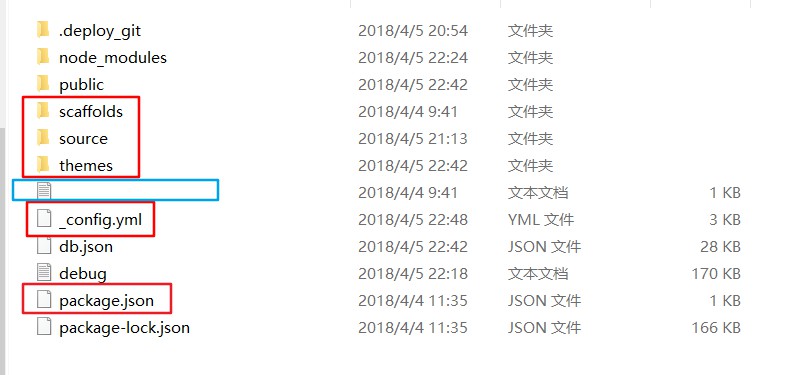 .deploy_git 2018/4/5 20:54 文件夹
node_modules 2018/4/5 22:24 文件夹
public 2018/4/5 22:42 文件夹
scaffolds 2018/4/4 9:41 文件夹
source 2018/4/5 21:13 文件夹
themes 2018/4/5 22:42 文件夹
2018/4/4 9:41 文本文档 1 KB
_config.yml 2018/4/5 22:48 YML 文件 3 KB
db.json 2018/4/5 22:42 JSON 文件 28 KB
debug 2018/4/5 22:18 文本文档 170 KB
package.json 2018/4/4 11:35 JSON 文件 1 KB
package-lock.json 2018/4/4 11:35 JSON 文件 166 KB